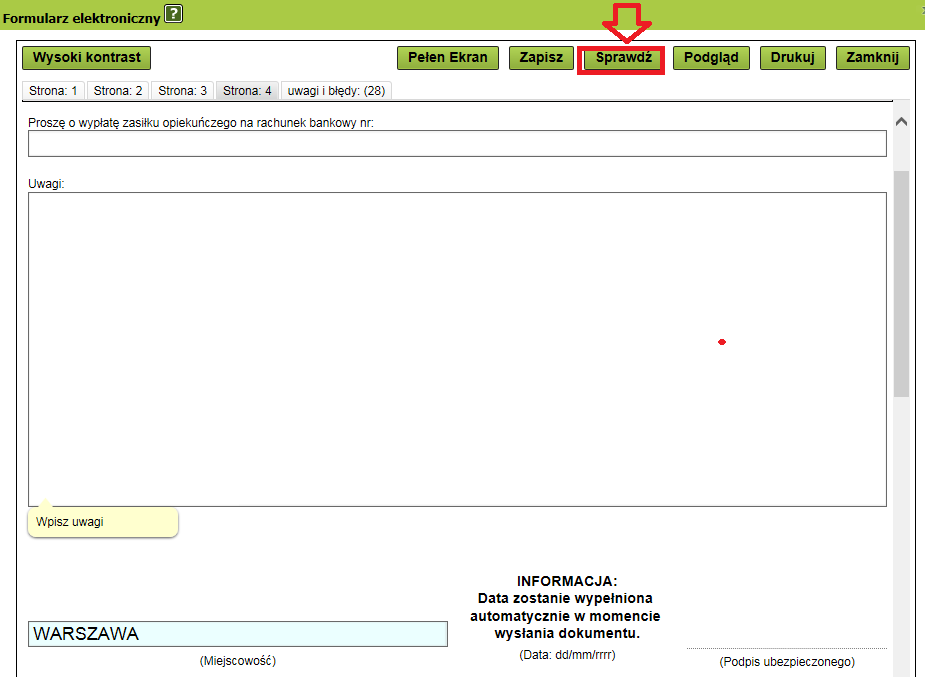 Formularz elektroniczny ?
Wysoki kontrast Pełen Ekran Zapisz Sprawdź Podgląd Drukuj Zamknij
Strona: 1 Strona: 2 Strona: 3 Strona: 4 uwagi i błędy: (28)
Proszę o wypłatę zasiłku opiekuńczego na rachunek bankowy nr:
Uwagi:
Wpisz uwagi
INFORMACJA:
Data zostanie wypełniona
automatycznie w momencie
wysłania dokumentu.
WARSZAWA
(Data: dd/mm/rrrr)
(Miejscowość)
(Podpis ubezpieczonego)